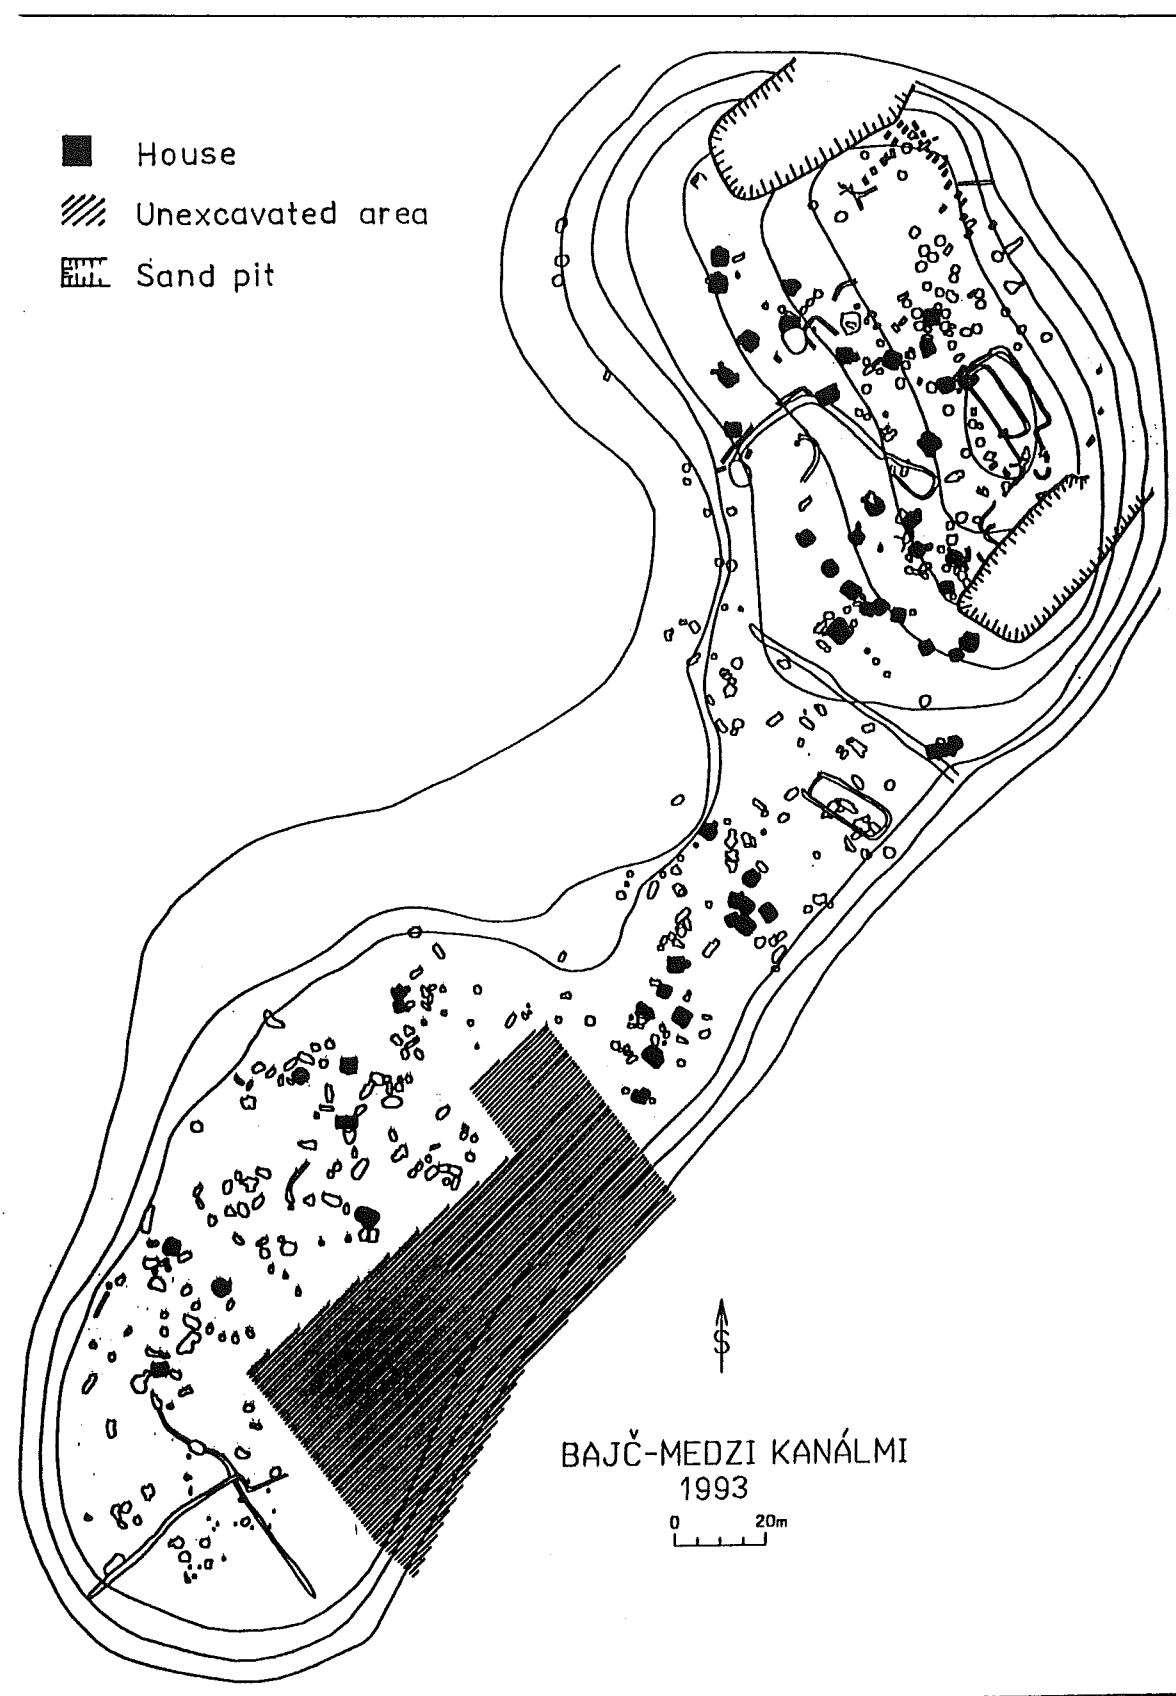 House
Unexcavated area
Sand pit
S
BAJČ-MEDZI KANÁLMI
1993
0 20m